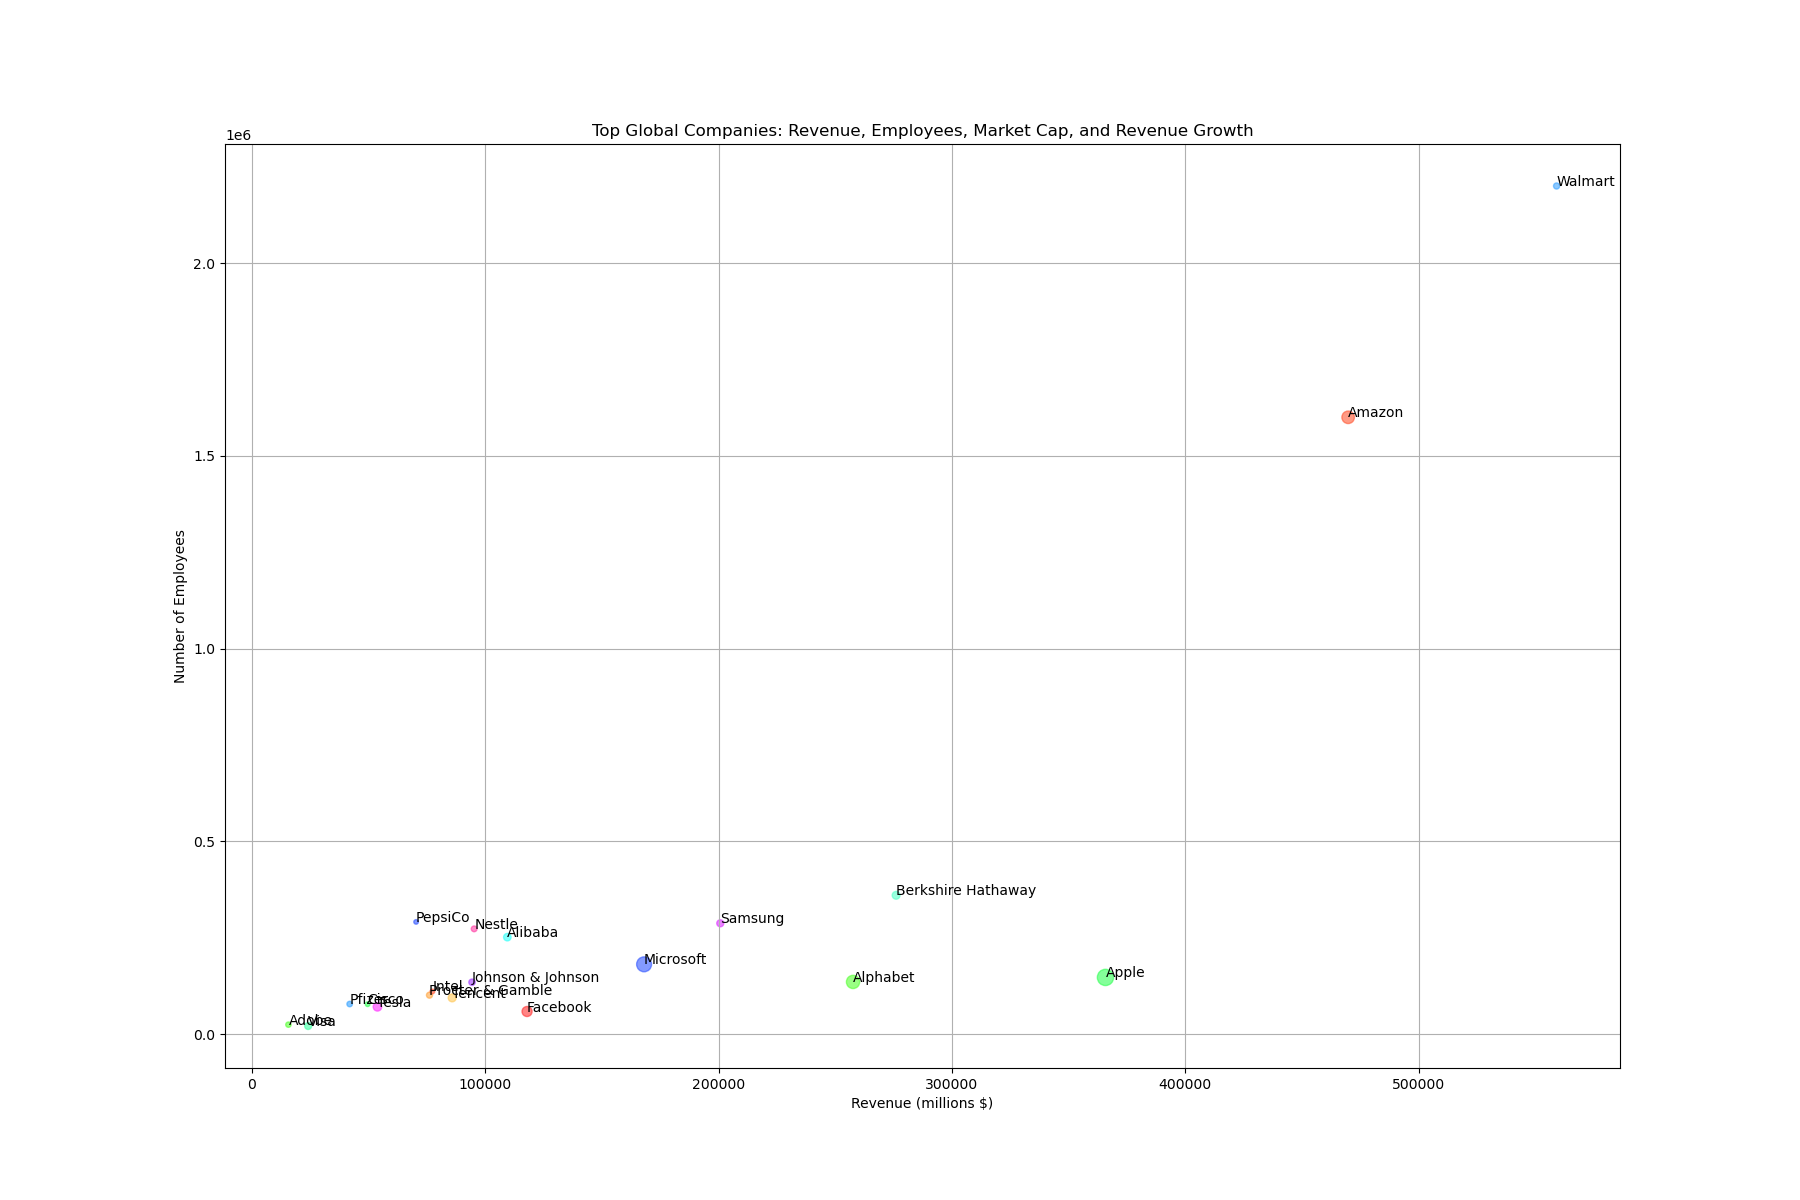 Top Global Companies: Revenue, Employees, Market Cap, and Revenue Growth
1e6
Walmart
2.0
Amazon
1.5
Number of Employees
1.0
0.5
Berkshire Hathaway
PepsiCo
Samsung
Nestle
Alibaba
Microsoft
Apple
Johnson & Johnson
Alphabet
Intel
Procter & Gamble
Tencent
Pfizer
Cisco
Tesla
Facebook
Adobe
Visa
0.0
0 100000 200000 300000 400000 500000
Revenue (millions $)